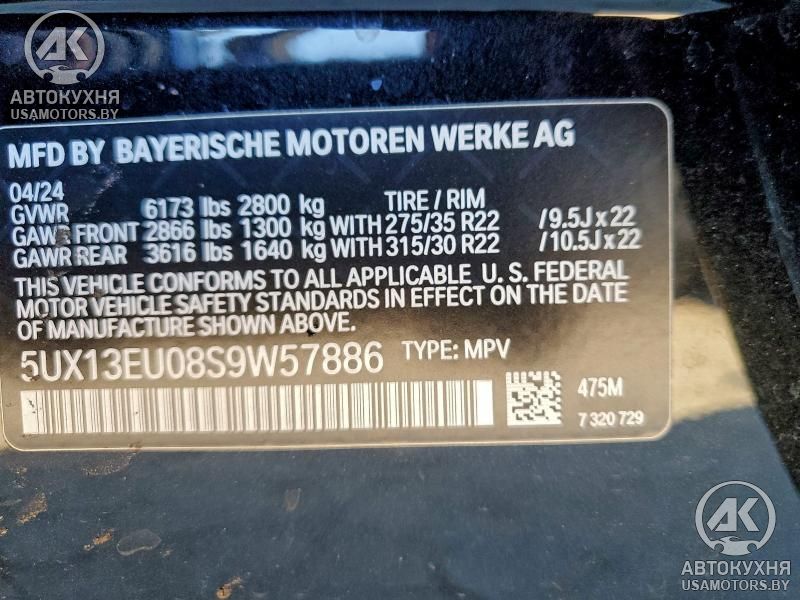 АК
АВТОКУХНЯ
USAMOTORS.BY
MFD BY BAYERISCHE MOTOREN WERKE AG
04/24
GVWR 6173 lbs 2800 kg TIRE / RIM
GAWR FRONT 2866 lbs 1300 kg WITH 275/35 R22 /9.5J x 22
GAWR REAR 3616 lbs 1640 kg WITH 315/30 R22 /10.5J x 22
THIS VEHICLE CONFORMS TO ALL APPLICABLE U. S. FEDERAL
MOTOR VEHICLE SAFETY STANDARDS IN EFFECT ON THE DATE
OF MANUFACTURE SHOWN ABOVE.
5UX13EU08S9W57886 TYPE: MPV
475M
7 320 729
АК
АВТОКУХНЯ
USAMOTORS.BY